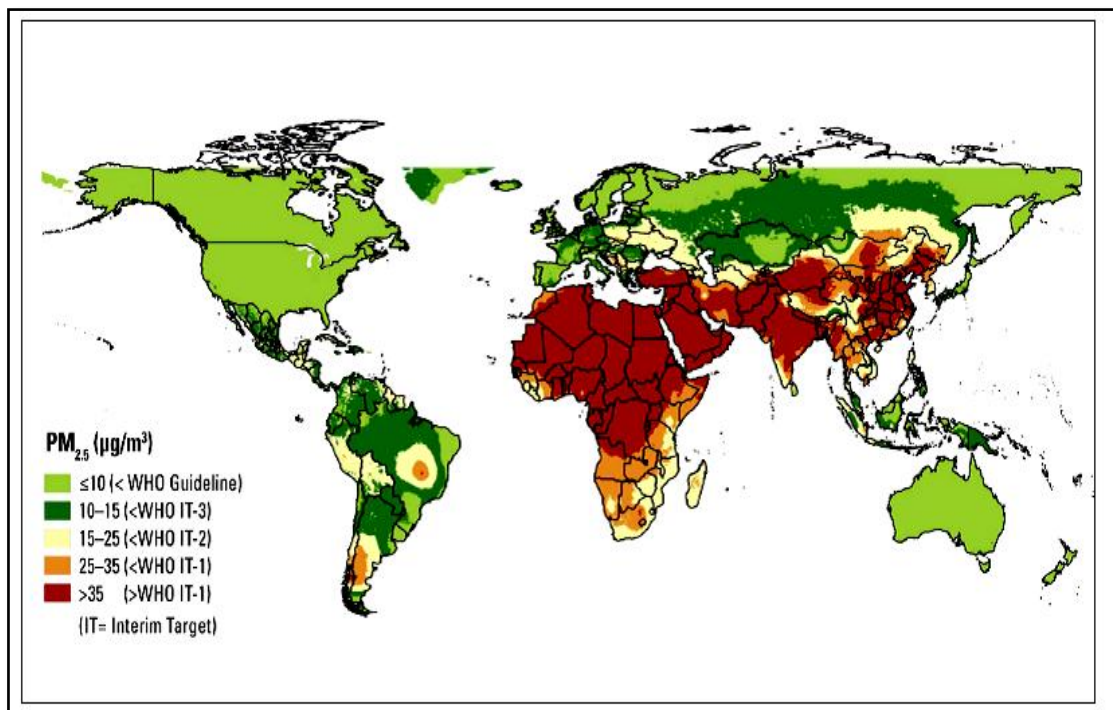 PM2.5 (µg/m³)
≤10 (< WHO Guideline)
10–15 (<WHO IT-3)
15–25 (<WHO IT-2)
25–35 (<WHO IT-1)
>35 (>WHO IT-1)
(IT= Interim Target)